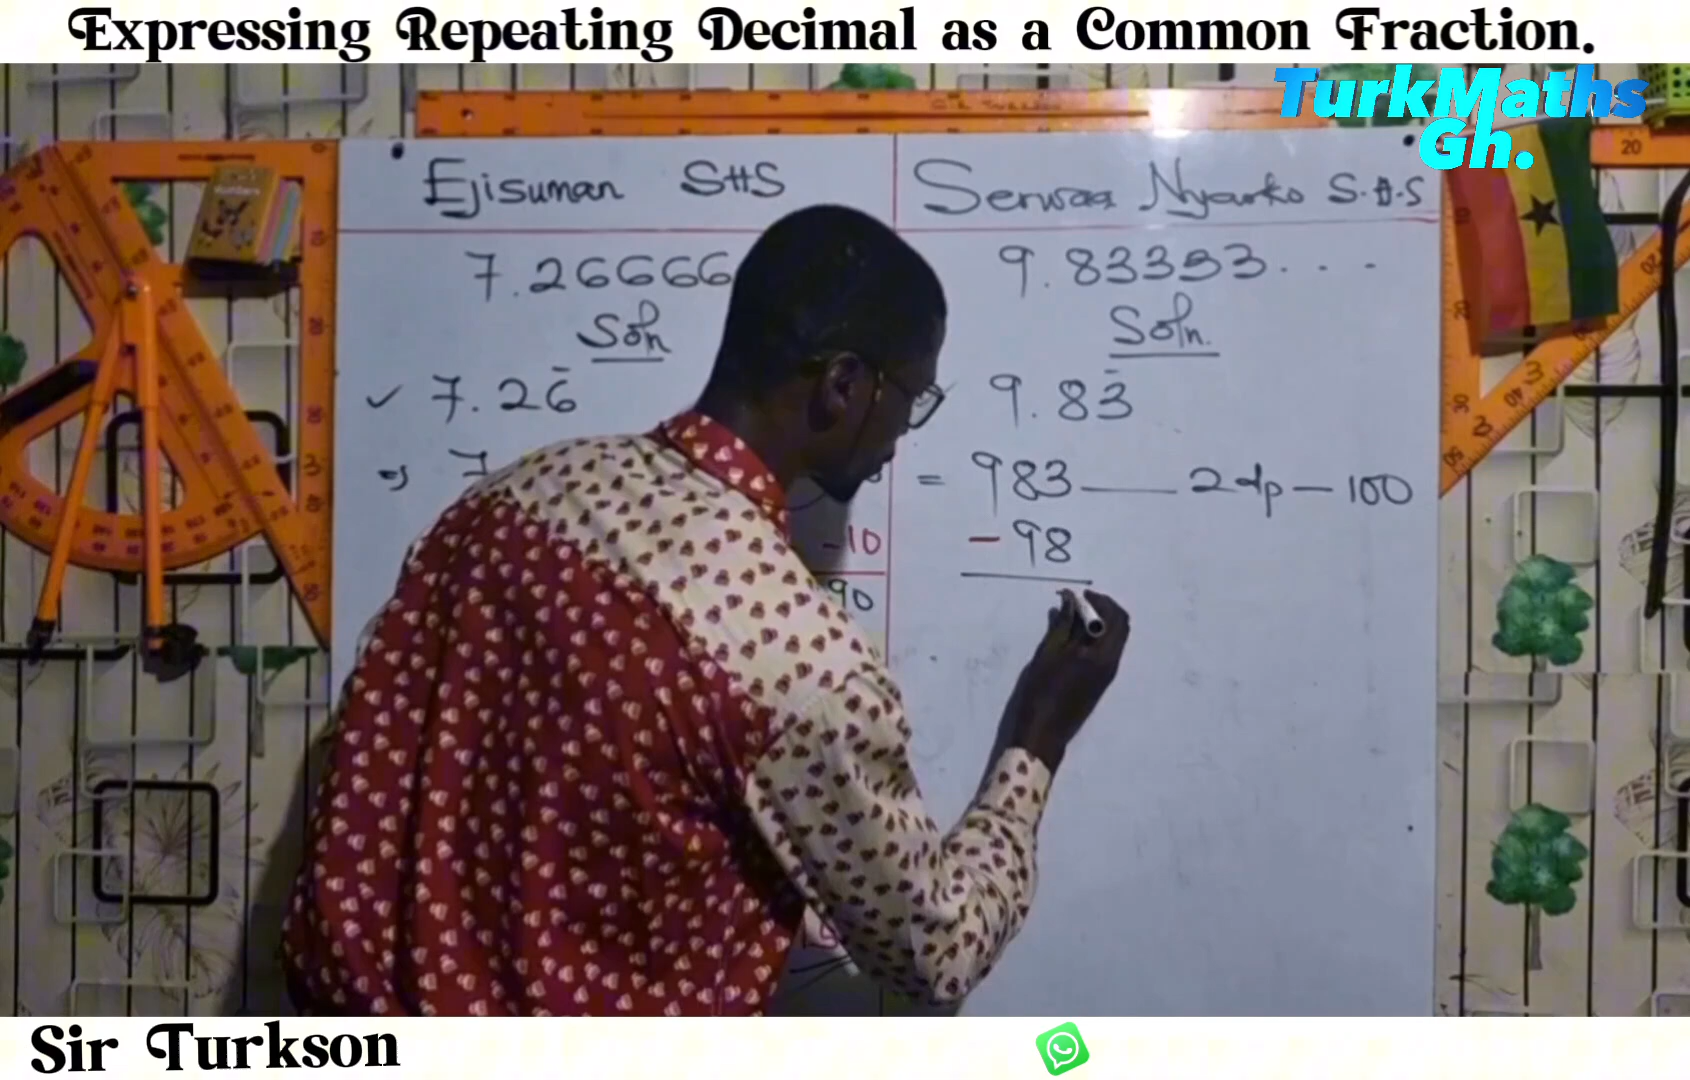 Expressing Repeating Decimal as a Common Fraction.
TurkMaths
Gh.
Ejisuman SHS
7.26666
Soln
✓ 7.26̄
⇒ 7
-10
90
Serwaa Nyarko S.H.S
9.83333....
Soln.
9.83̄
= 983 —— 2dp — 100
- 98
Sir Turkson